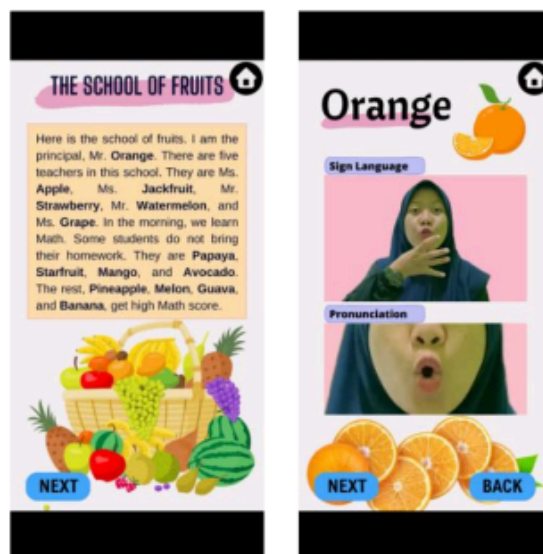 THE SCHOOL OF FRUITS
Here is the school of fruits. I am the
principal, Mr. Orange. There are five
teachers in this school. They are Ms.
Apple, Ms. Jackfruit, Mr.
Strawberry, Mr. Watermelon, and
Ms. Grape. In the morning, we learn
Math. Some students do not bring
their homework. They are Papaya,
Starfruit, Mango, and Avocado.
The rest, Pineapple, Melon, Guava,
and Banana, get high Math score.
NEXT
Orange
Sign Language
Pronunciation
NEXT
BACK